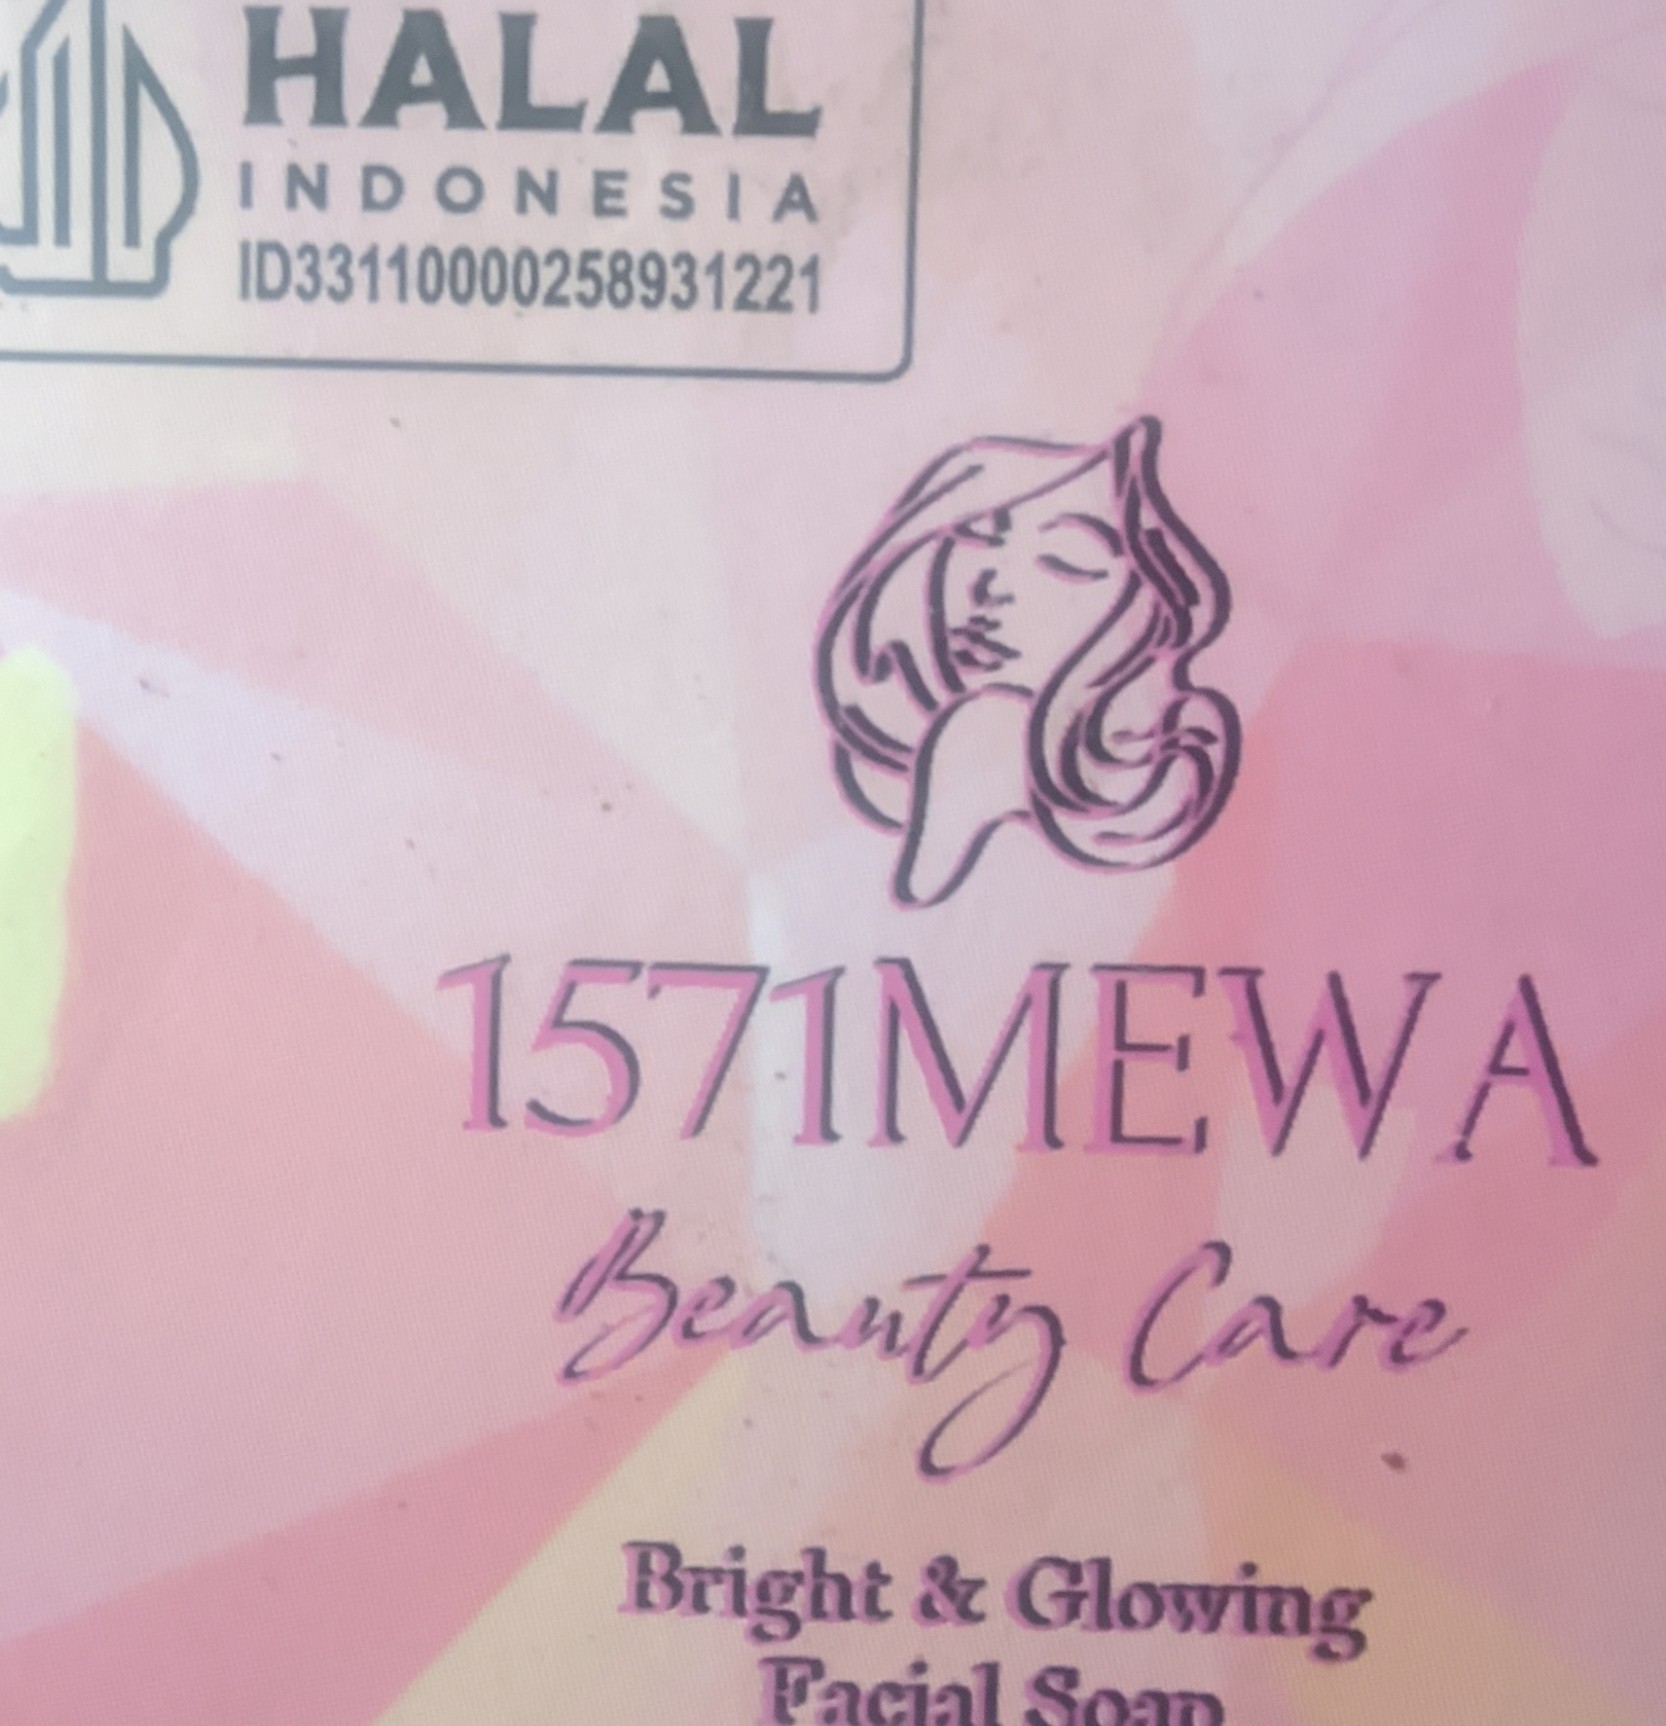 HALAL
INDONESIA
ID33110000258931221
1571MEWA
Beauty Care
Bright & Glowing
Facial Soap